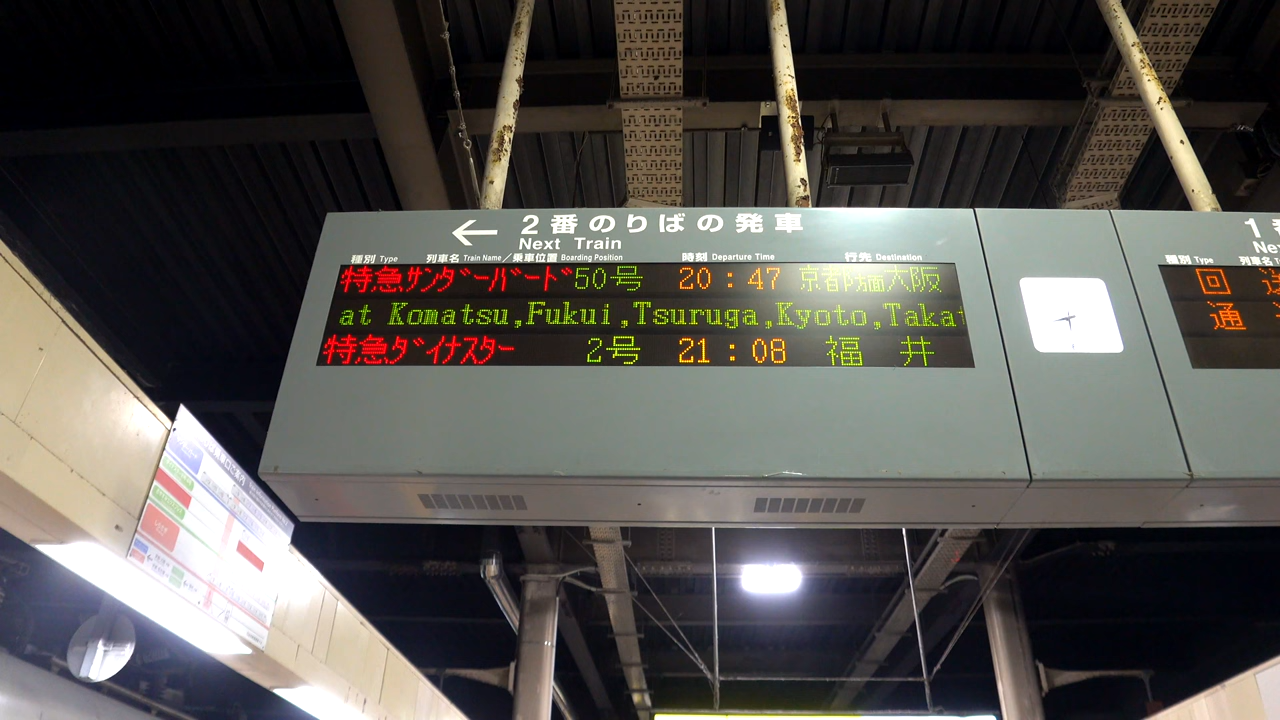 2番のりばの発車
Next Train
種別 Type 列車名 Train Name／乗車位置 Boarding Position 時刻 Departure Time 行先 Destination
特急サンダーバード50号 20:47 京都方面大阪
at Komatsu,Fukui,Tsuruga,Kyoto,Taka
特急ダイナスター 2号 21:08 福井
1
Ne
種別 Type 列車名
回
通